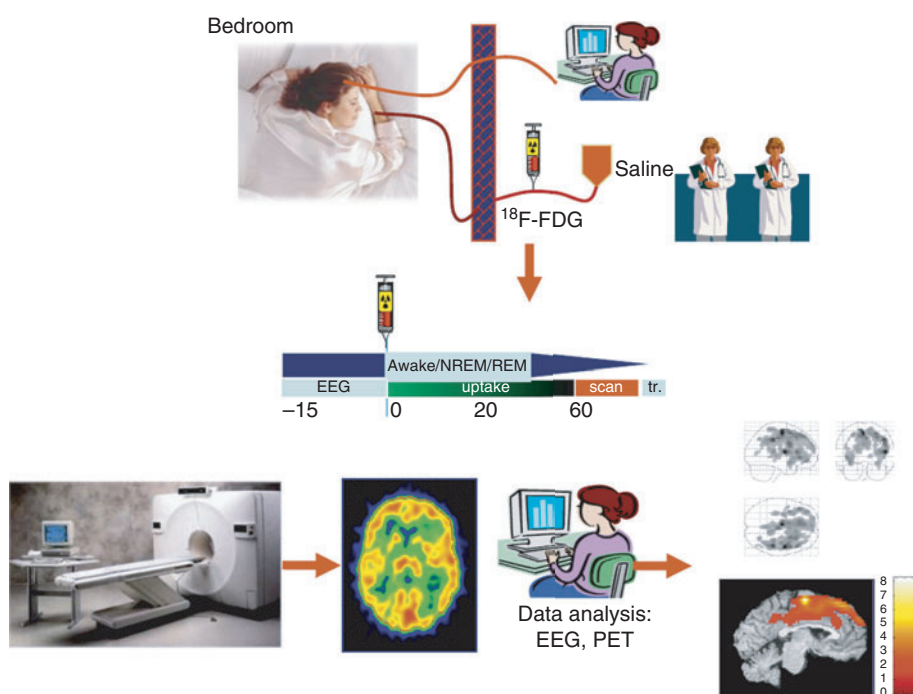 Bedroom
Saline
¹⁸F-FDG
Awake/NREM/REM
EEG uptake scan tr.
–15 0 20 60
Data analysis:
EEG, PET
8
7
6
5
4
3
2
1
0